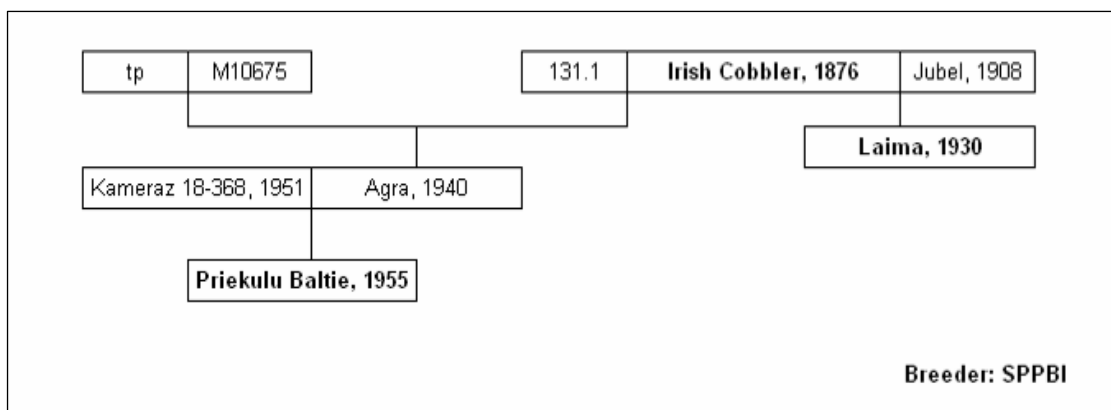 tp M10675 131.1 Irish Cobbler, 1876 Jubel, 1908
Laima, 1930
Kameraz 18-368, 1951 Agra, 1940
Priekulu Baltie, 1955
Breeder: SPPBI